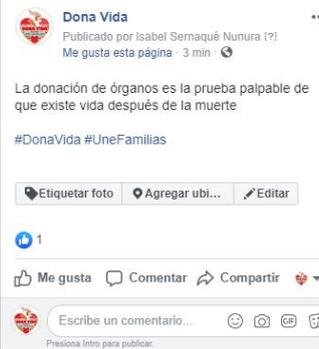 Dona Vida
Publicado por Isabel Sernaqué Nunura [?]
Me gusta esta página · 3 min ·
La donación de órganos es la prueba palpable de
que existe vida después de la muerte
#DonaVida #UneFamilias
Etiquetar foto Agregar ubi... Editar
1
Me gusta Comentar Compartir
Escribe un comentario... GIF
Presiona Intro para publicar.